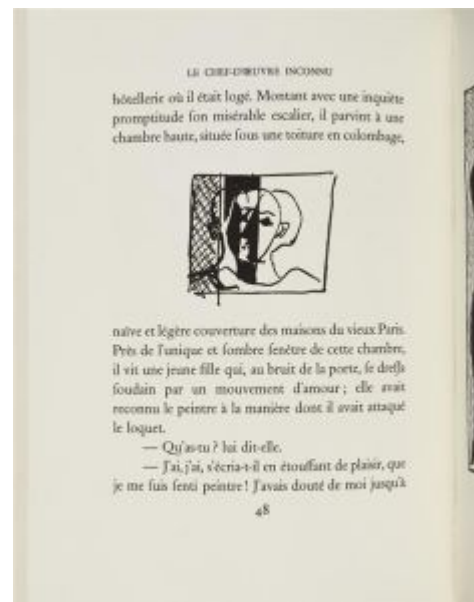 LE CHEF-D'ŒUVRE INCONNU
hôtellerie où il était logé. Montant avec une inquiète
promptitude ſon miſérable eſcalier, il parvint à une
chambre haute, ſituée ſous une toiture en colombage,
naïve et légère couverture des maiſons du vieux Paris.
Près de l'unique et ſombre fenêtre de cette chambre,
il vit une jeune fille qui, au bruit de la porte, ſe dreſſa
ſoudain par un mouvement d'amour ; elle avait
reconnu le peintre à la manière dont il avait attaqué
le loquet.
— Qu'as-tu ? lui dit-elle.
— J'ai, j'ai, s'écria-t-il en étouffant de plaiſir, que
je me ſuis ſenti peintre ! J'avais douté de moi juſqu'à
48